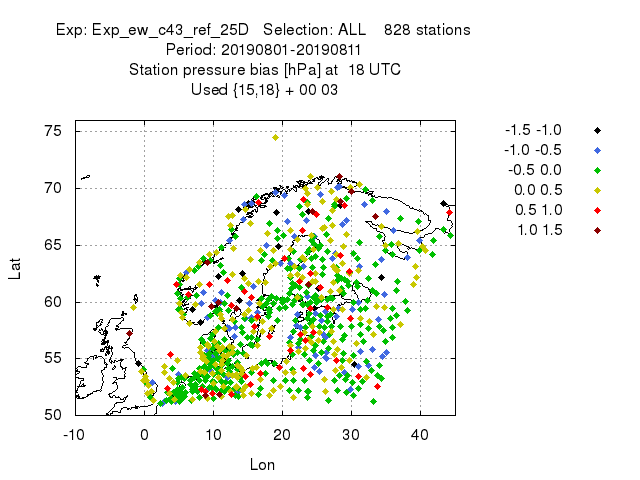 Exp: Exp_ew_c43_ref_25D   Selection: ALL    828 stations
Period: 20190801-20190811
Station pressure bias [hPa] at  18 UTC
Used {15,18} + 00 03
-1.5 -1.0
-1.0 -0.5
-0.5 0.0
0.0 0.5
0.5 1.0
1.0 1.5
75
70
65
60
55
50
Lat
-10 0 10 20 30 40
Lon